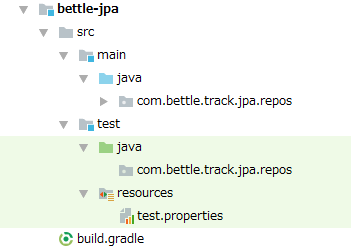 bettle-jpa
src
main
java
com.bettle.track.jpa.repos
test
java
com.bettle.track.jpa.repos
resources
test.properties
build.gradle